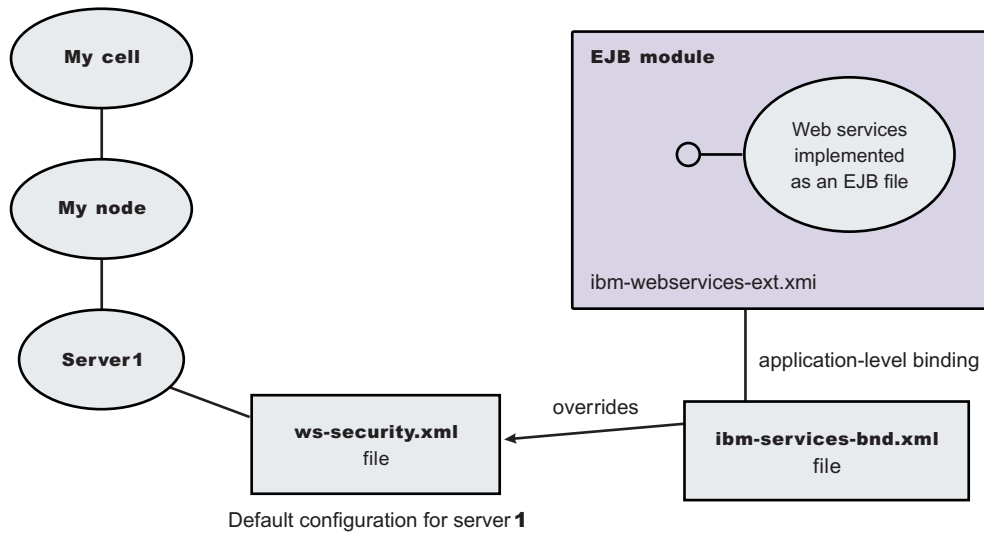 My cell
My node
Server1
EJB module
Web services
implemented
as an EJB file
ibm-webservices-ext.xmi
application-level binding
overrides
ws-security.xml
file
ibm-services-bnd.xml
file
Default configuration for server 1